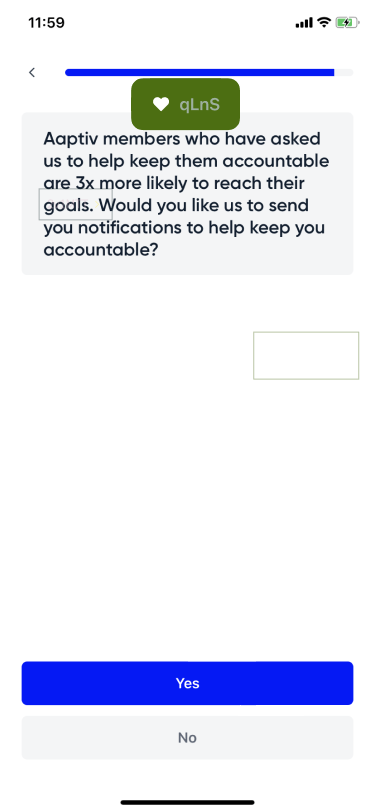 11:59
qLnS
Aaptiv members who have asked
us to help keep them accountable
are 3x more likely to reach their
goals. Would you like us to send
you notifications to help keep you
accountable?
Yes
No